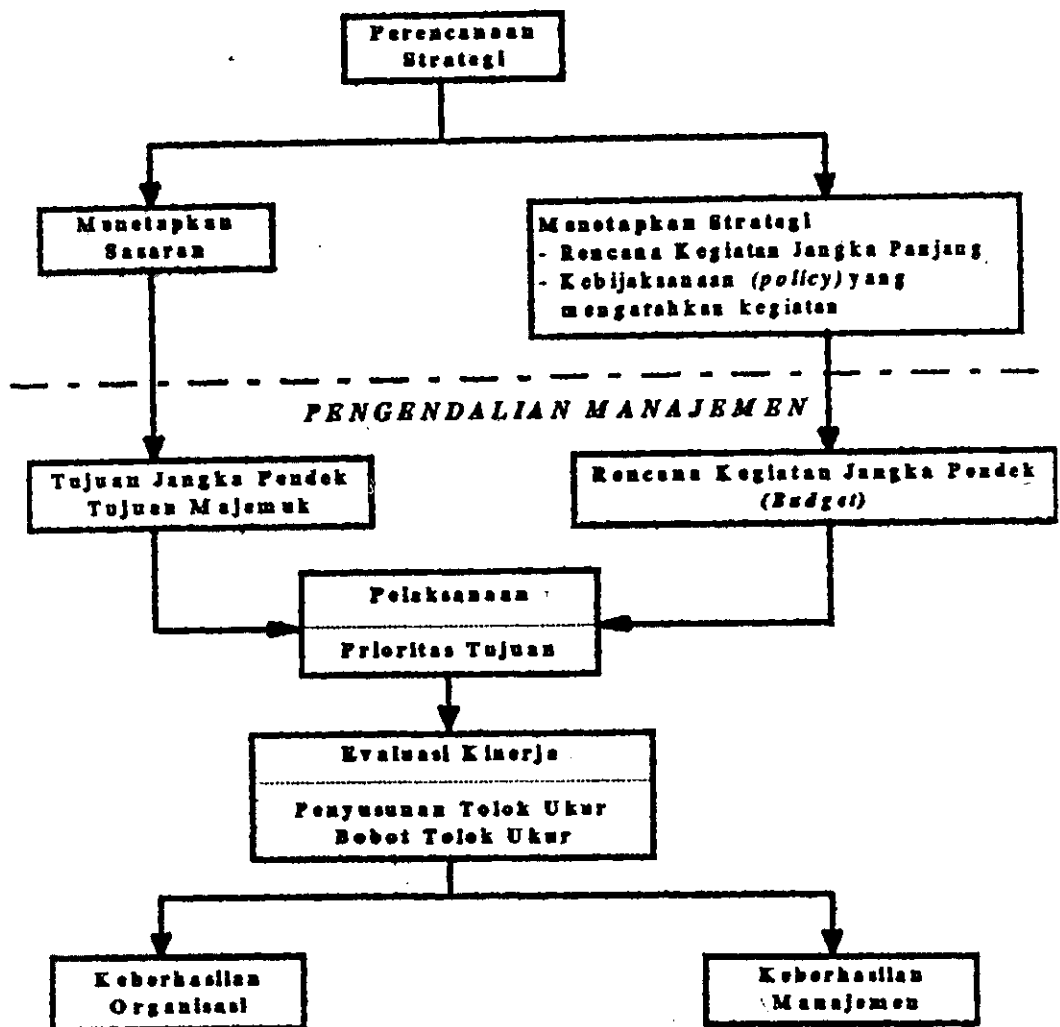 Perencanaan
Strategi
Menetapkan
Sasaran
Menetapkan Strategi
- Rencana Kegiatan Jangka Panjang
- Kebijaksanaan (policy) yang
mengarahkan kegiatan
PENGENDALIAN MANAJEMEN
Tujuan Jangka Pendek
Tujuan Majemuk
Rencana Kegiatan Jangka Pendek
(Budget)
Pelaksanaan
Prioritas Tujuan
Evaluasi Kinerja
Penyusunan Tolok Ukur
Bobot Tolok Ukur
Keberhasilan
Organisasi
Keberhasilan
Manajemen